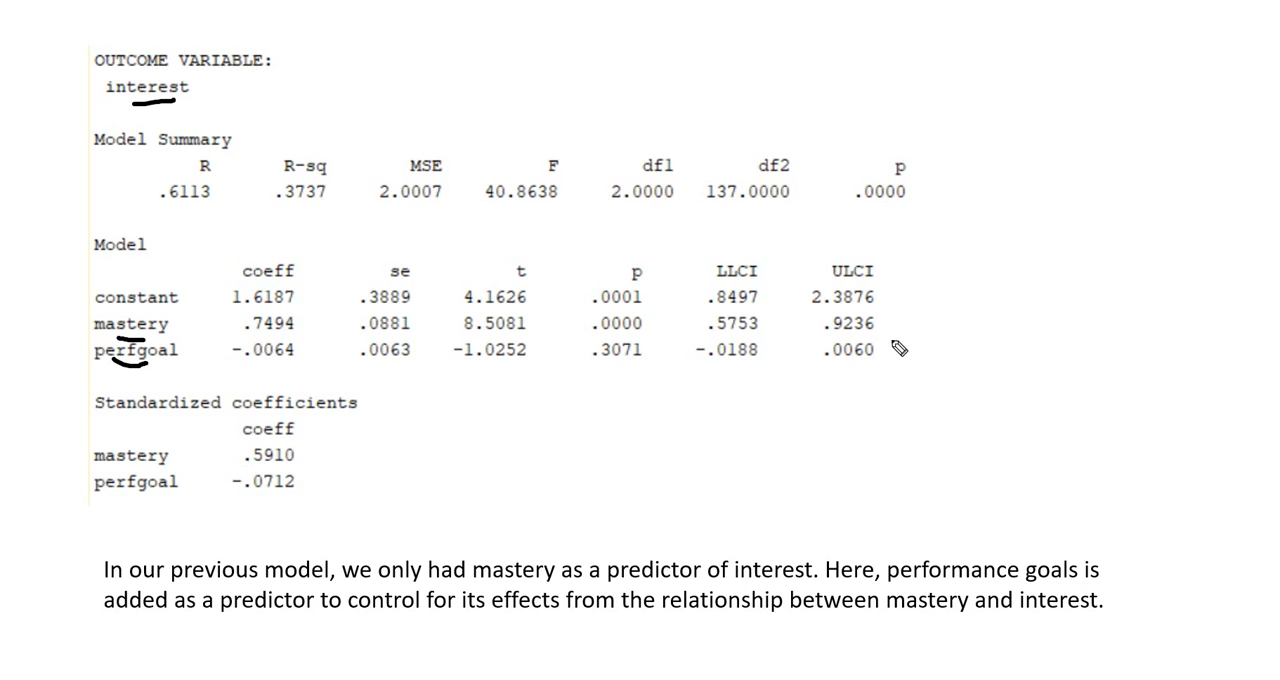 OUTCOME VARIABLE:
interest
Model Summary
R R-sq MSE F df1 df2 p
.6113 .3737 2.0007 40.8638 2.0000 137.0000 .0000
Model
coeff se t p LLCI ULCI
constant 1.6187 .3889 4.1626 .0001 .8497 2.3876
mastery .7494 .0881 8.5081 .0000 .5753 .9236
perfgoal -.0064 .0063 -1.0252 .3071 -.0188 .0060
Standardized coefficients
coeff
mastery .5910
perfgoal -.0712
In our previous model, we only had mastery as a predictor of interest. Here, performance goals is
added as a predictor to control for its effects from the relationship between mastery and interest.